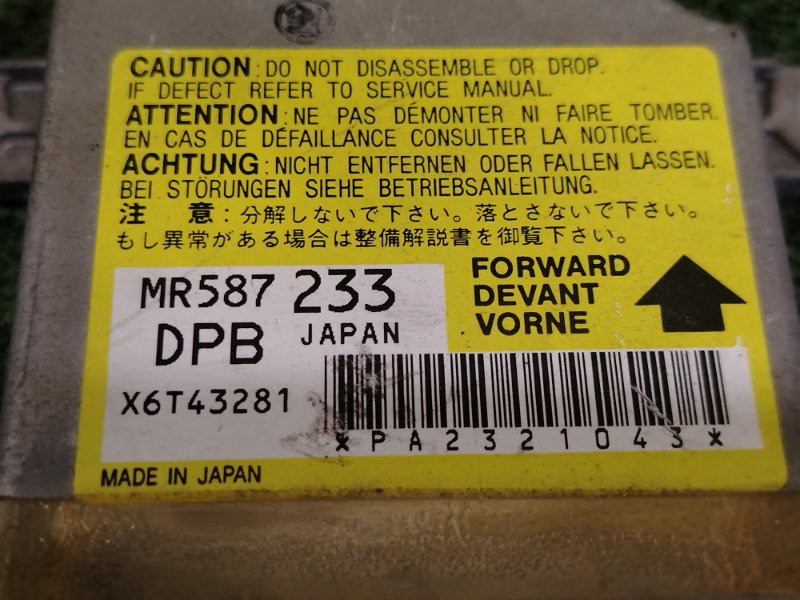 CAUTION : DO NOT DISASSEMBLE OR DROP.
IF DEFECT REFER TO SERVICE MANUAL.
ATTENTION : NE PAS DÉMONTER NI FAIRE TOMBER.
EN CAS DE DÉFAILLANCE CONSULTER LA NOTICE.
ACHTUNG : NICHT ENTFERNEN ODER FALLEN LASSEN.
BEI STÖRUNGEN SIEHE BETRIEBSANLEITUNG.
注 意：分解しないで下さい。落とさないで下さい。
もし異常がある場合は整備解説書を御覧下さい。
MR587 233
DPB JAPAN
X6T43281
FORWARD
DEVANT
VORNE
*PA2321043*
MADE IN JAPAN